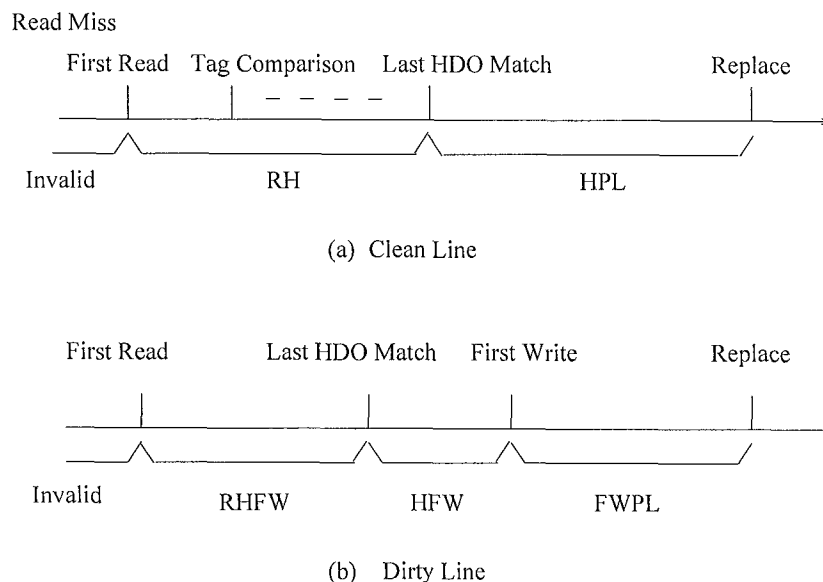 Read Miss
First Read Tag Comparison Last HDO Match Replace
Invalid RH HPL
(a) Clean Line
First Read Last HDO Match First Write Replace
Invalid RHFW HFW FWPL
(b) Dirty Line